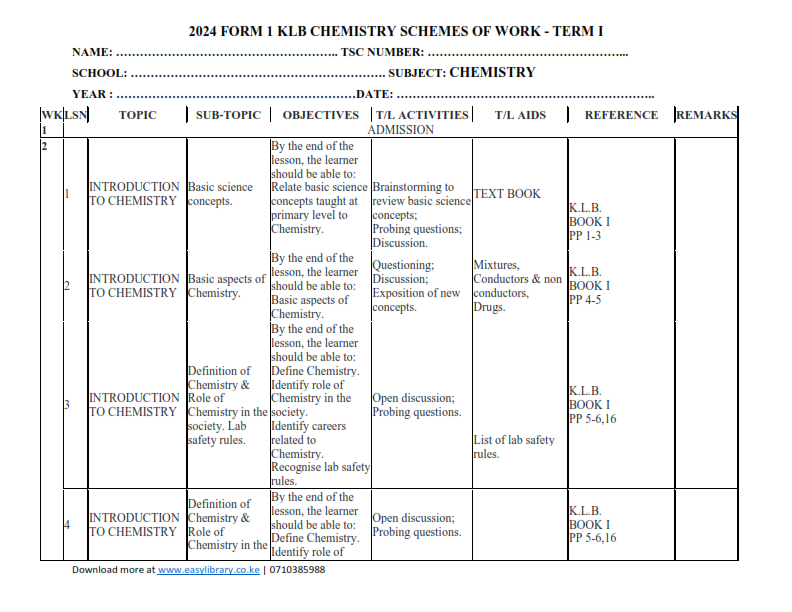 2024 FORM 1 KLB CHEMISTRY SCHEMES OF WORK - TERM I
NAME: ………………………………………………….. TSC NUMBER: …………………………………………...
SCHOOL: ………………………………………………………. SUBJECT: CHEMISTRY
YEAR : ……………………………………………………DATE: ………………………………………………………..
WK LSN TOPIC SUB-TOPIC OBJECTIVES T/L ACTIVITIES T/L AIDS REFERENCE REMARKS
1 ADMISSION
2
1
INTRODUCTION
TO CHEMISTRY
Basic science
concepts.
By the end of the
lesson, the learner
should be able to:
Relate basic science
concepts taught at
primary level to
Chemistry.
Brainstorming to
review basic science
concepts;
Probing questions;
Discussion.
TEXT BOOK
K.L.B.
BOOK I
PP 1-3
2
INTRODUCTION
TO CHEMISTRY
Basic aspects of
Chemistry.
By the end of the
lesson, the learner
should be able to:
Basic aspects of
Chemistry.
Questioning;
Discussion;
Exposition of new
concepts.
Mixtures,
Conductors & non
conductors,
Drugs.
K.L.B.
BOOK I
PP 4-5
3
INTRODUCTION
TO CHEMISTRY
Definition of
Chemistry &
Role of
Chemistry in the
society. Lab
safety rules.
By the end of the
lesson, the learner
should be able to:
Define Chemistry.
Identify role of
Chemistry in the
society.
Identify careers
related to
Chemistry.
Recognise lab safety
rules.
Open discussion;
Probing questions.
List of lab safety
rules.
K.L.B.
BOOK I
PP 5-6,16
4
INTRODUCTION
TO CHEMISTRY
Definition of
Chemistry &
Role of
Chemistry in the
By the end of the
lesson, the learner
should be able to:
Define Chemistry.
Identify role of
Open discussion;
Probing questions.
K.L.B.
BOOK I
PP 5-6,16
Download more at www.easylibrary.co.ke | 0710385988